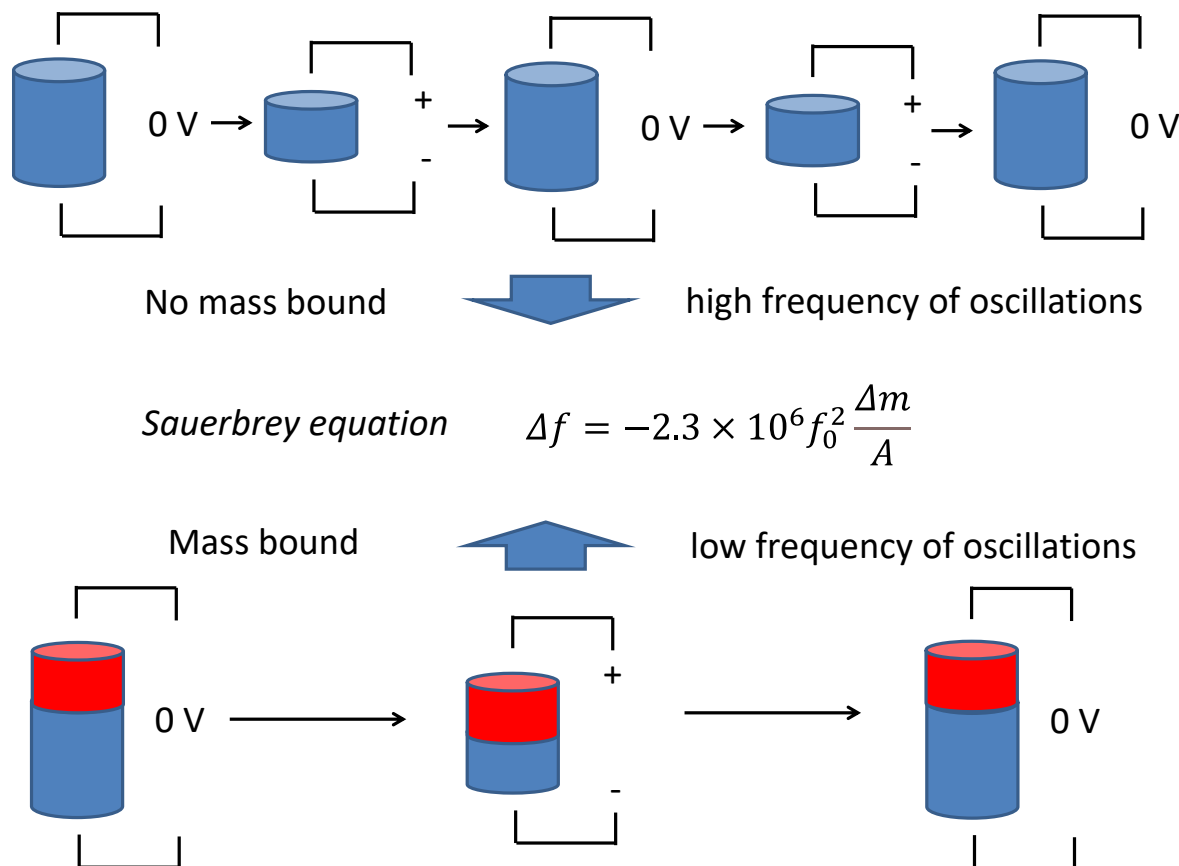 0 V + - 0 V + - 0 V
No mass bound high frequency of oscillations
Sauerbrey equation Δf = −2.3 × 10⁶ f₀² Δm/A
Mass bound low frequency of oscillations
0 V + - 0 V